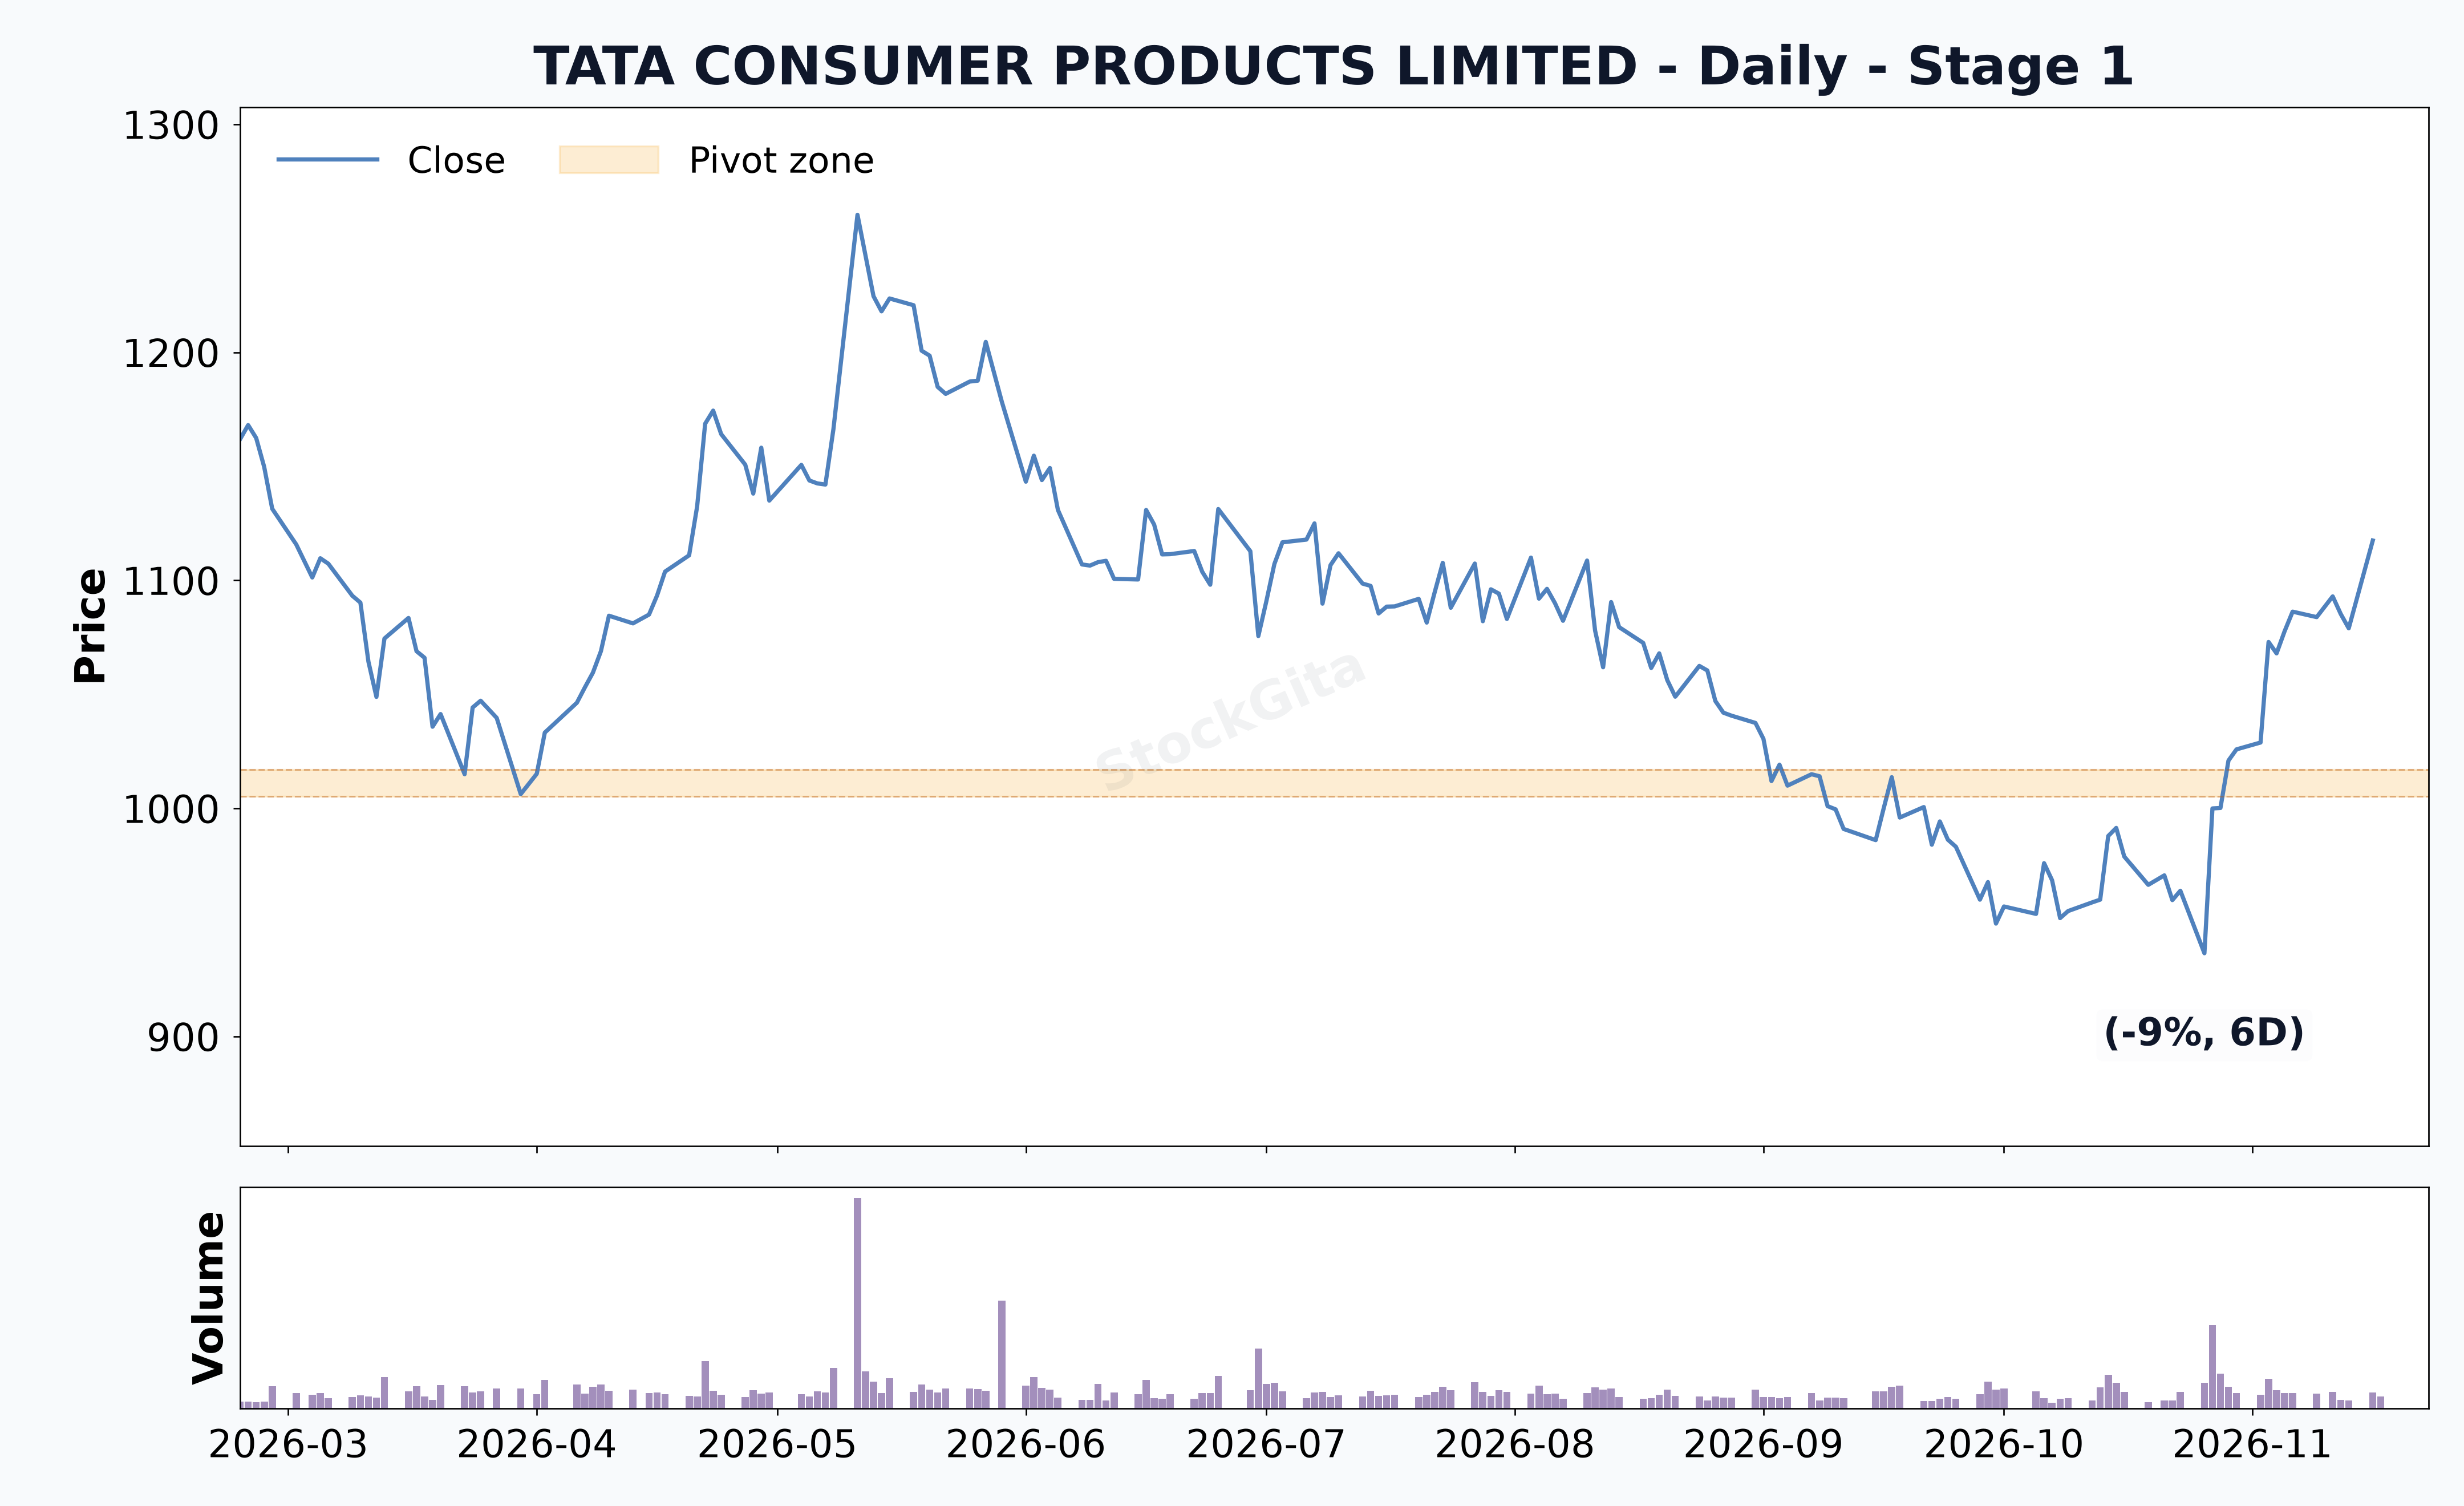 TATA CONSUMER PRODUCTS LIMITED - Daily - Stage 1
Close
Pivot zone
1300
1200
1100
1000
900
Price
StockGita
(-9%, 6D)
Volume
2026-03
2026-04
2026-05
2026-06
2026-07
2026-08
2026-09
2026-10
2026-11